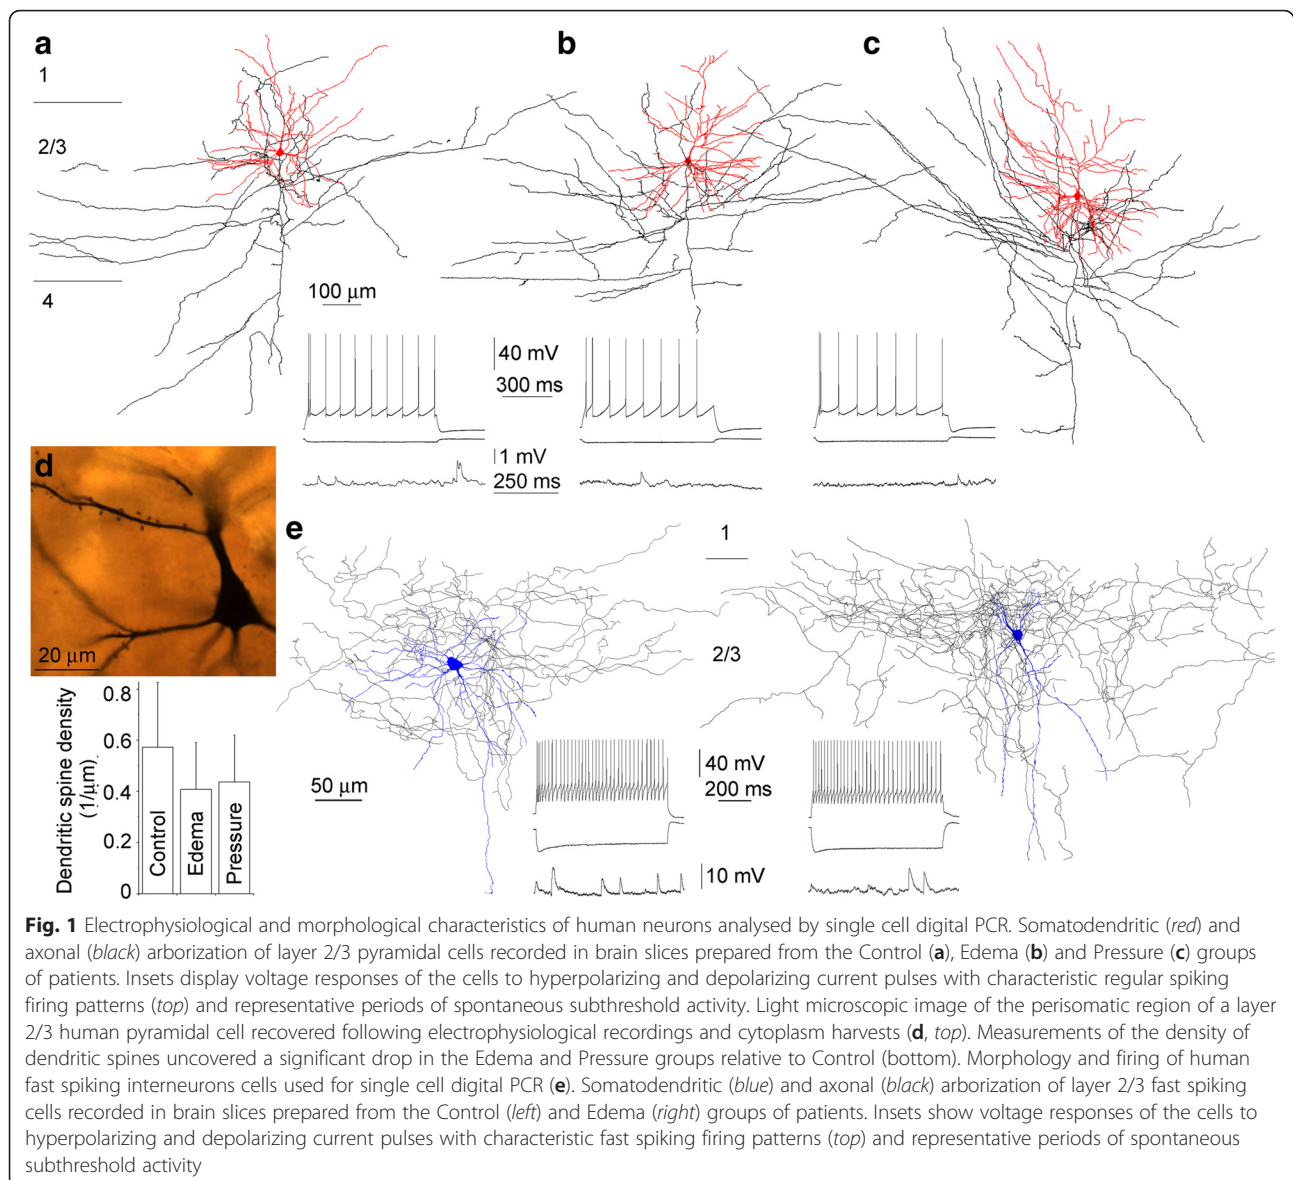 a
b
c
1
2/3
4
100 μm
40 mV
300 ms
1 mV
250 ms
d
20 μm
e
1
2/3
50 μm
40 mV
200 ms
10 mV
Dendritic spine density
(1/μm)
0.8
0.6
0.4
0.2
0
Control
Edema
Pressure
Fig. 1 Electrophysiological and morphological characteristics of human neurons analysed by single cell digital PCR. Somatodendritic (red) and
axonal (black) arborization of layer 2/3 pyramidal cells recorded in brain slices prepared from the Control (a), Edema (b) and Pressure (c) groups
of patients. Insets display voltage responses of the cells to hyperpolarizing and depolarizing current pulses with characteristic regular spiking
firing patterns (top) and representative periods of spontaneous subthreshold activity. Light microscopic image of the perisomatic region of a layer
2/3 human pyramidal cell recovered following electrophysiological recordings and cytoplasm harvests (d, top). Measurements of the density of
dendritic spines uncovered a significant drop in the Edema and Pressure groups relative to Control (bottom). Morphology and firing of human
fast spiking interneurons cells used for single cell digital PCR (e). Somatodendritic (blue) and axonal (black) arborization of layer 2/3 fast spiking
cells recorded in brain slices prepared from the Control (left) and Edema (right) groups of patients. Insets show voltage responses of the cells to
hyperpolarizing and depolarizing current pulses with characteristic fast spiking firing patterns (top) and representative periods of spontaneous
subthreshold activity